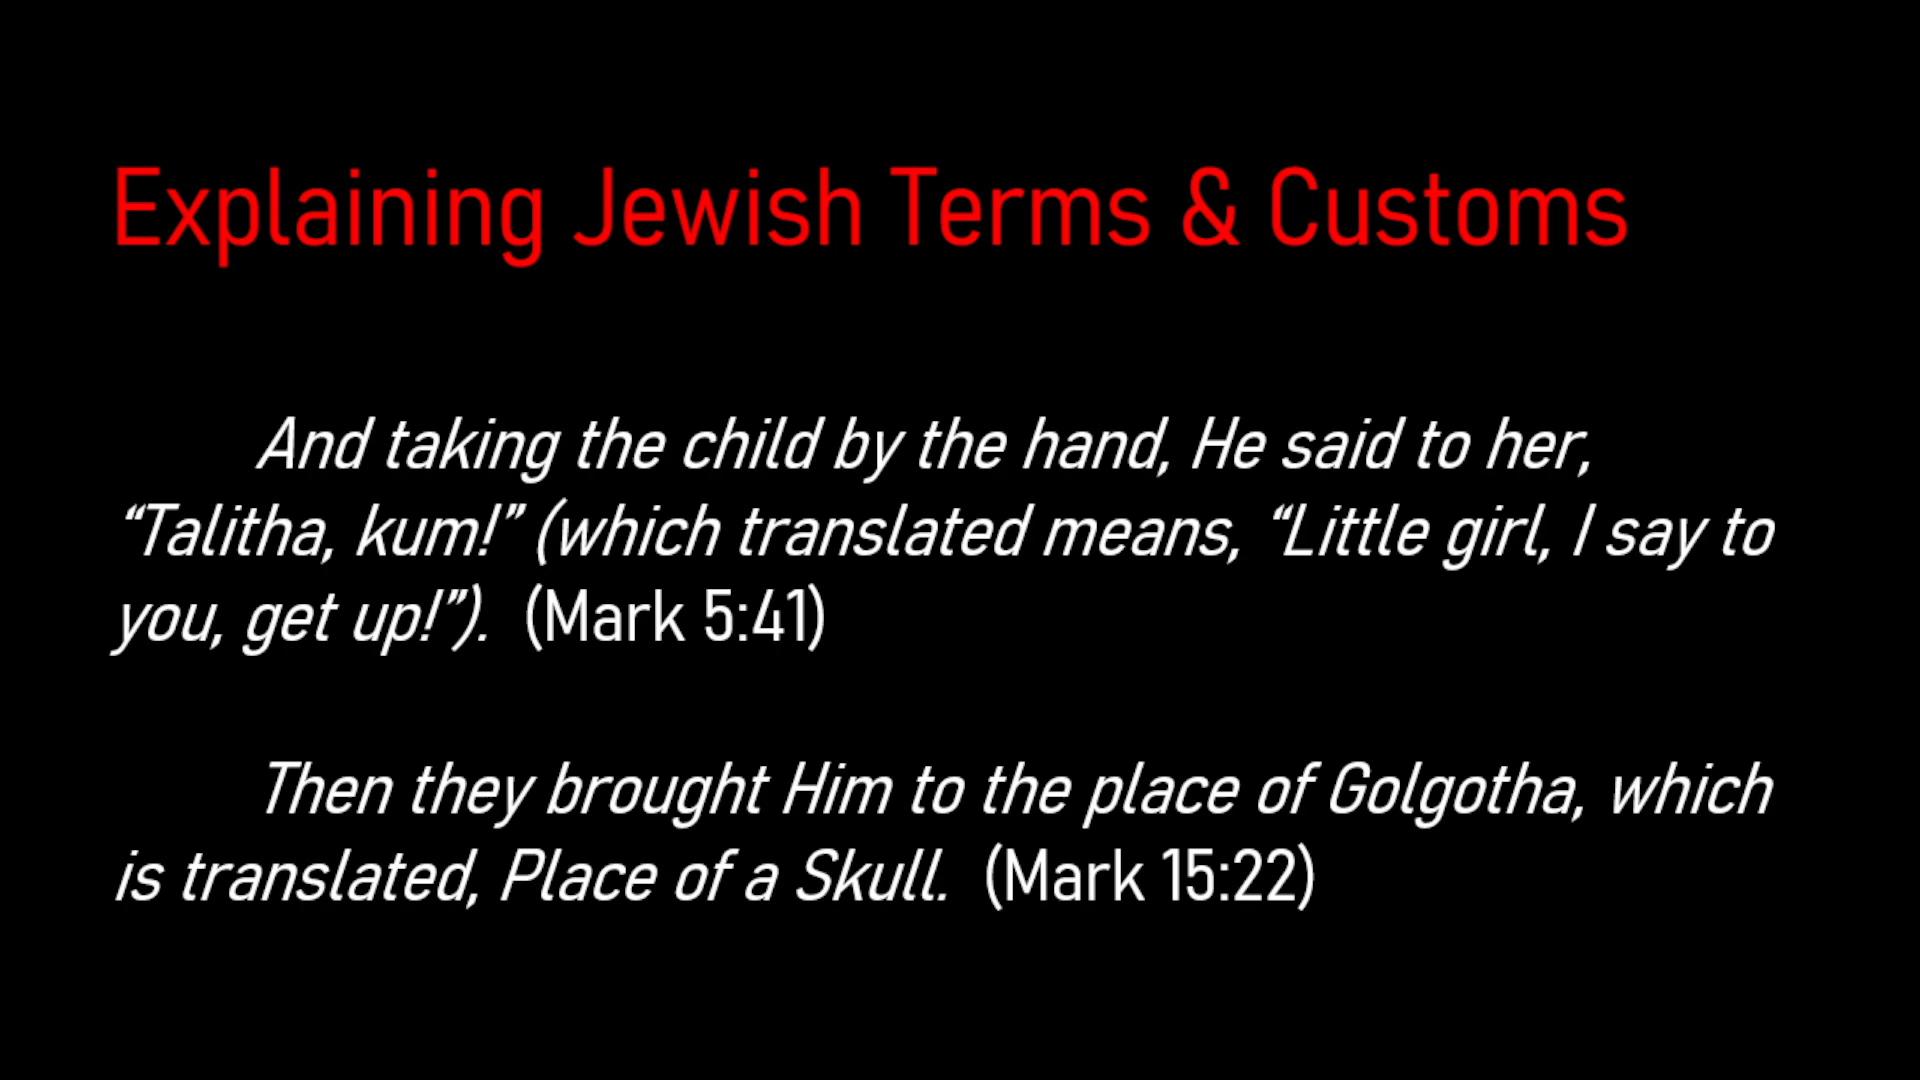 Explaining Jewish Terms & Customs
And taking the child by the hand, He said to her,
“Talitha, kum!” (which translated means, “Little girl, I say to
you, get up!”).  (Mark 5:41)
Then they brought Him to the place of Golgotha, which
is translated, Place of a Skull.  (Mark 15:22)